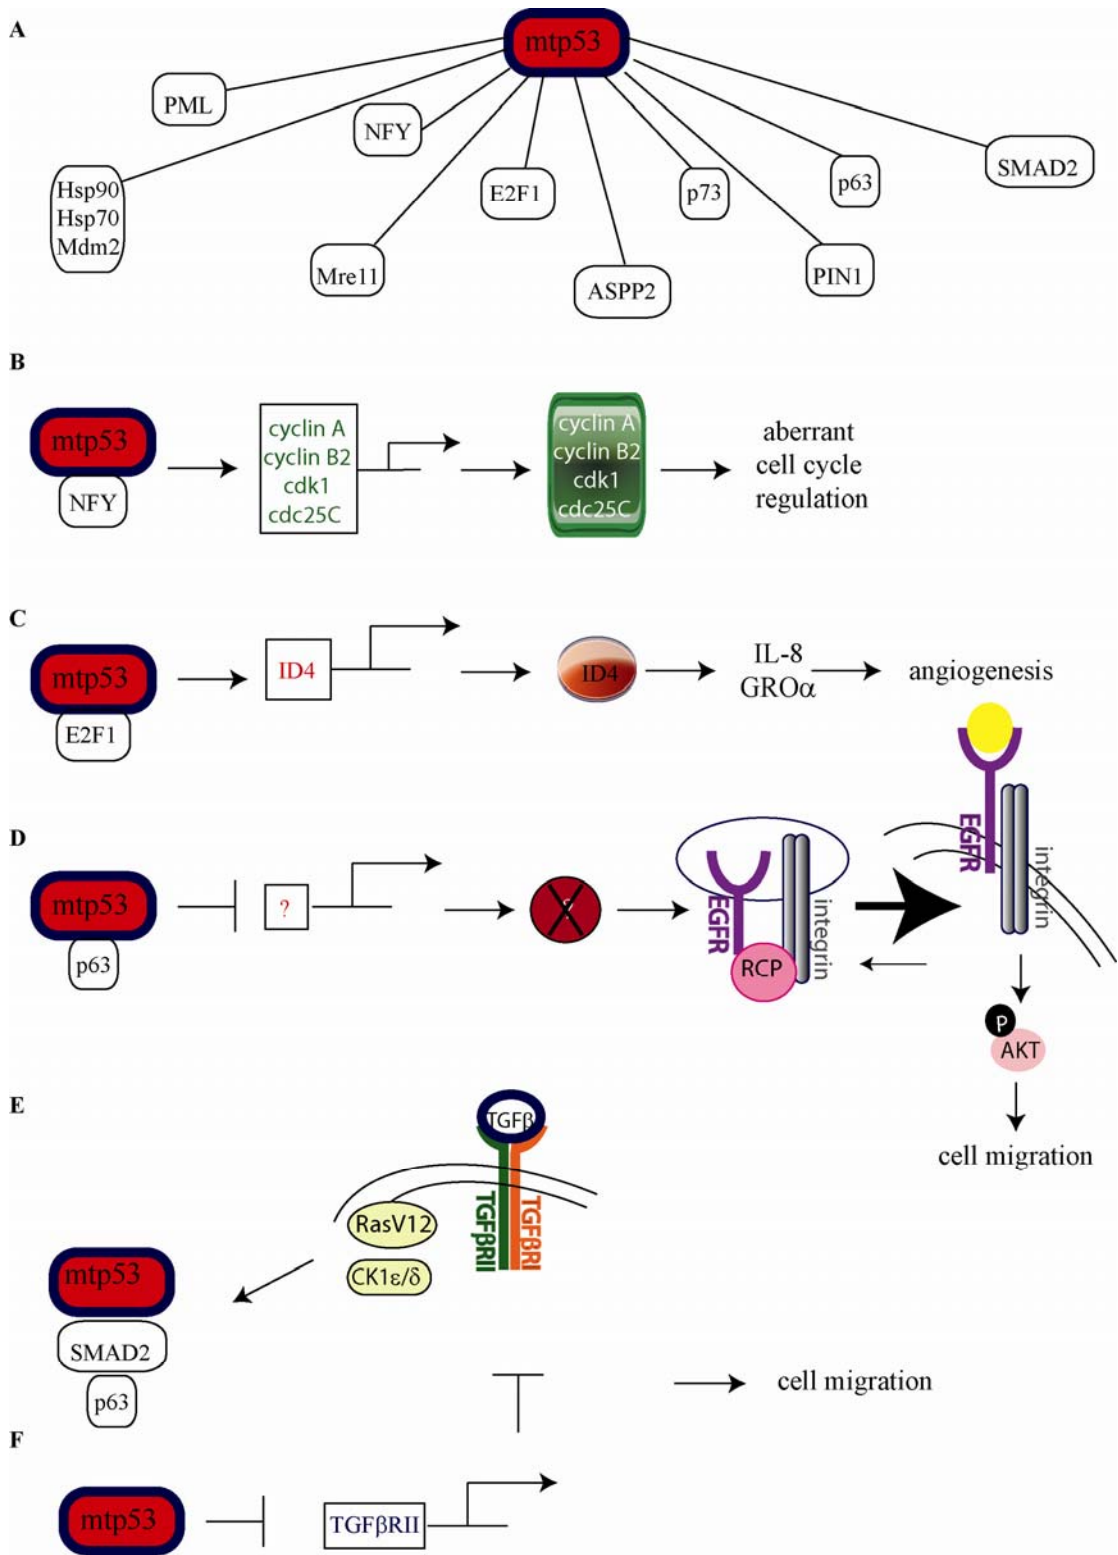 A
mtp53
PML
NFY
Hsp90
Hsp70
Mdm2
E2F1
p73
p63
SMAD2
Mre11
ASPP2
PIN1
B
mtp53
NFY
cyclin A
cyclin B2
cdk1
cdc25C
cyclin A
cyclin B2
cdk1
cdc25C
aberrant
cell cycle
regulation
C
mtp53
E2F1
ID4
ID4
IL-8
GROα
angiogenesis
D
mtp53
p63
?
EGFR
integrin
RCP
EGFR
integrin
P
AKT
cell migration
E
TGFβ
TGFβRII
TGFβRI
RasV12
CK1ε/δ
mtp53
SMAD2
p63
cell migration
F
mtp53
TGFβRII